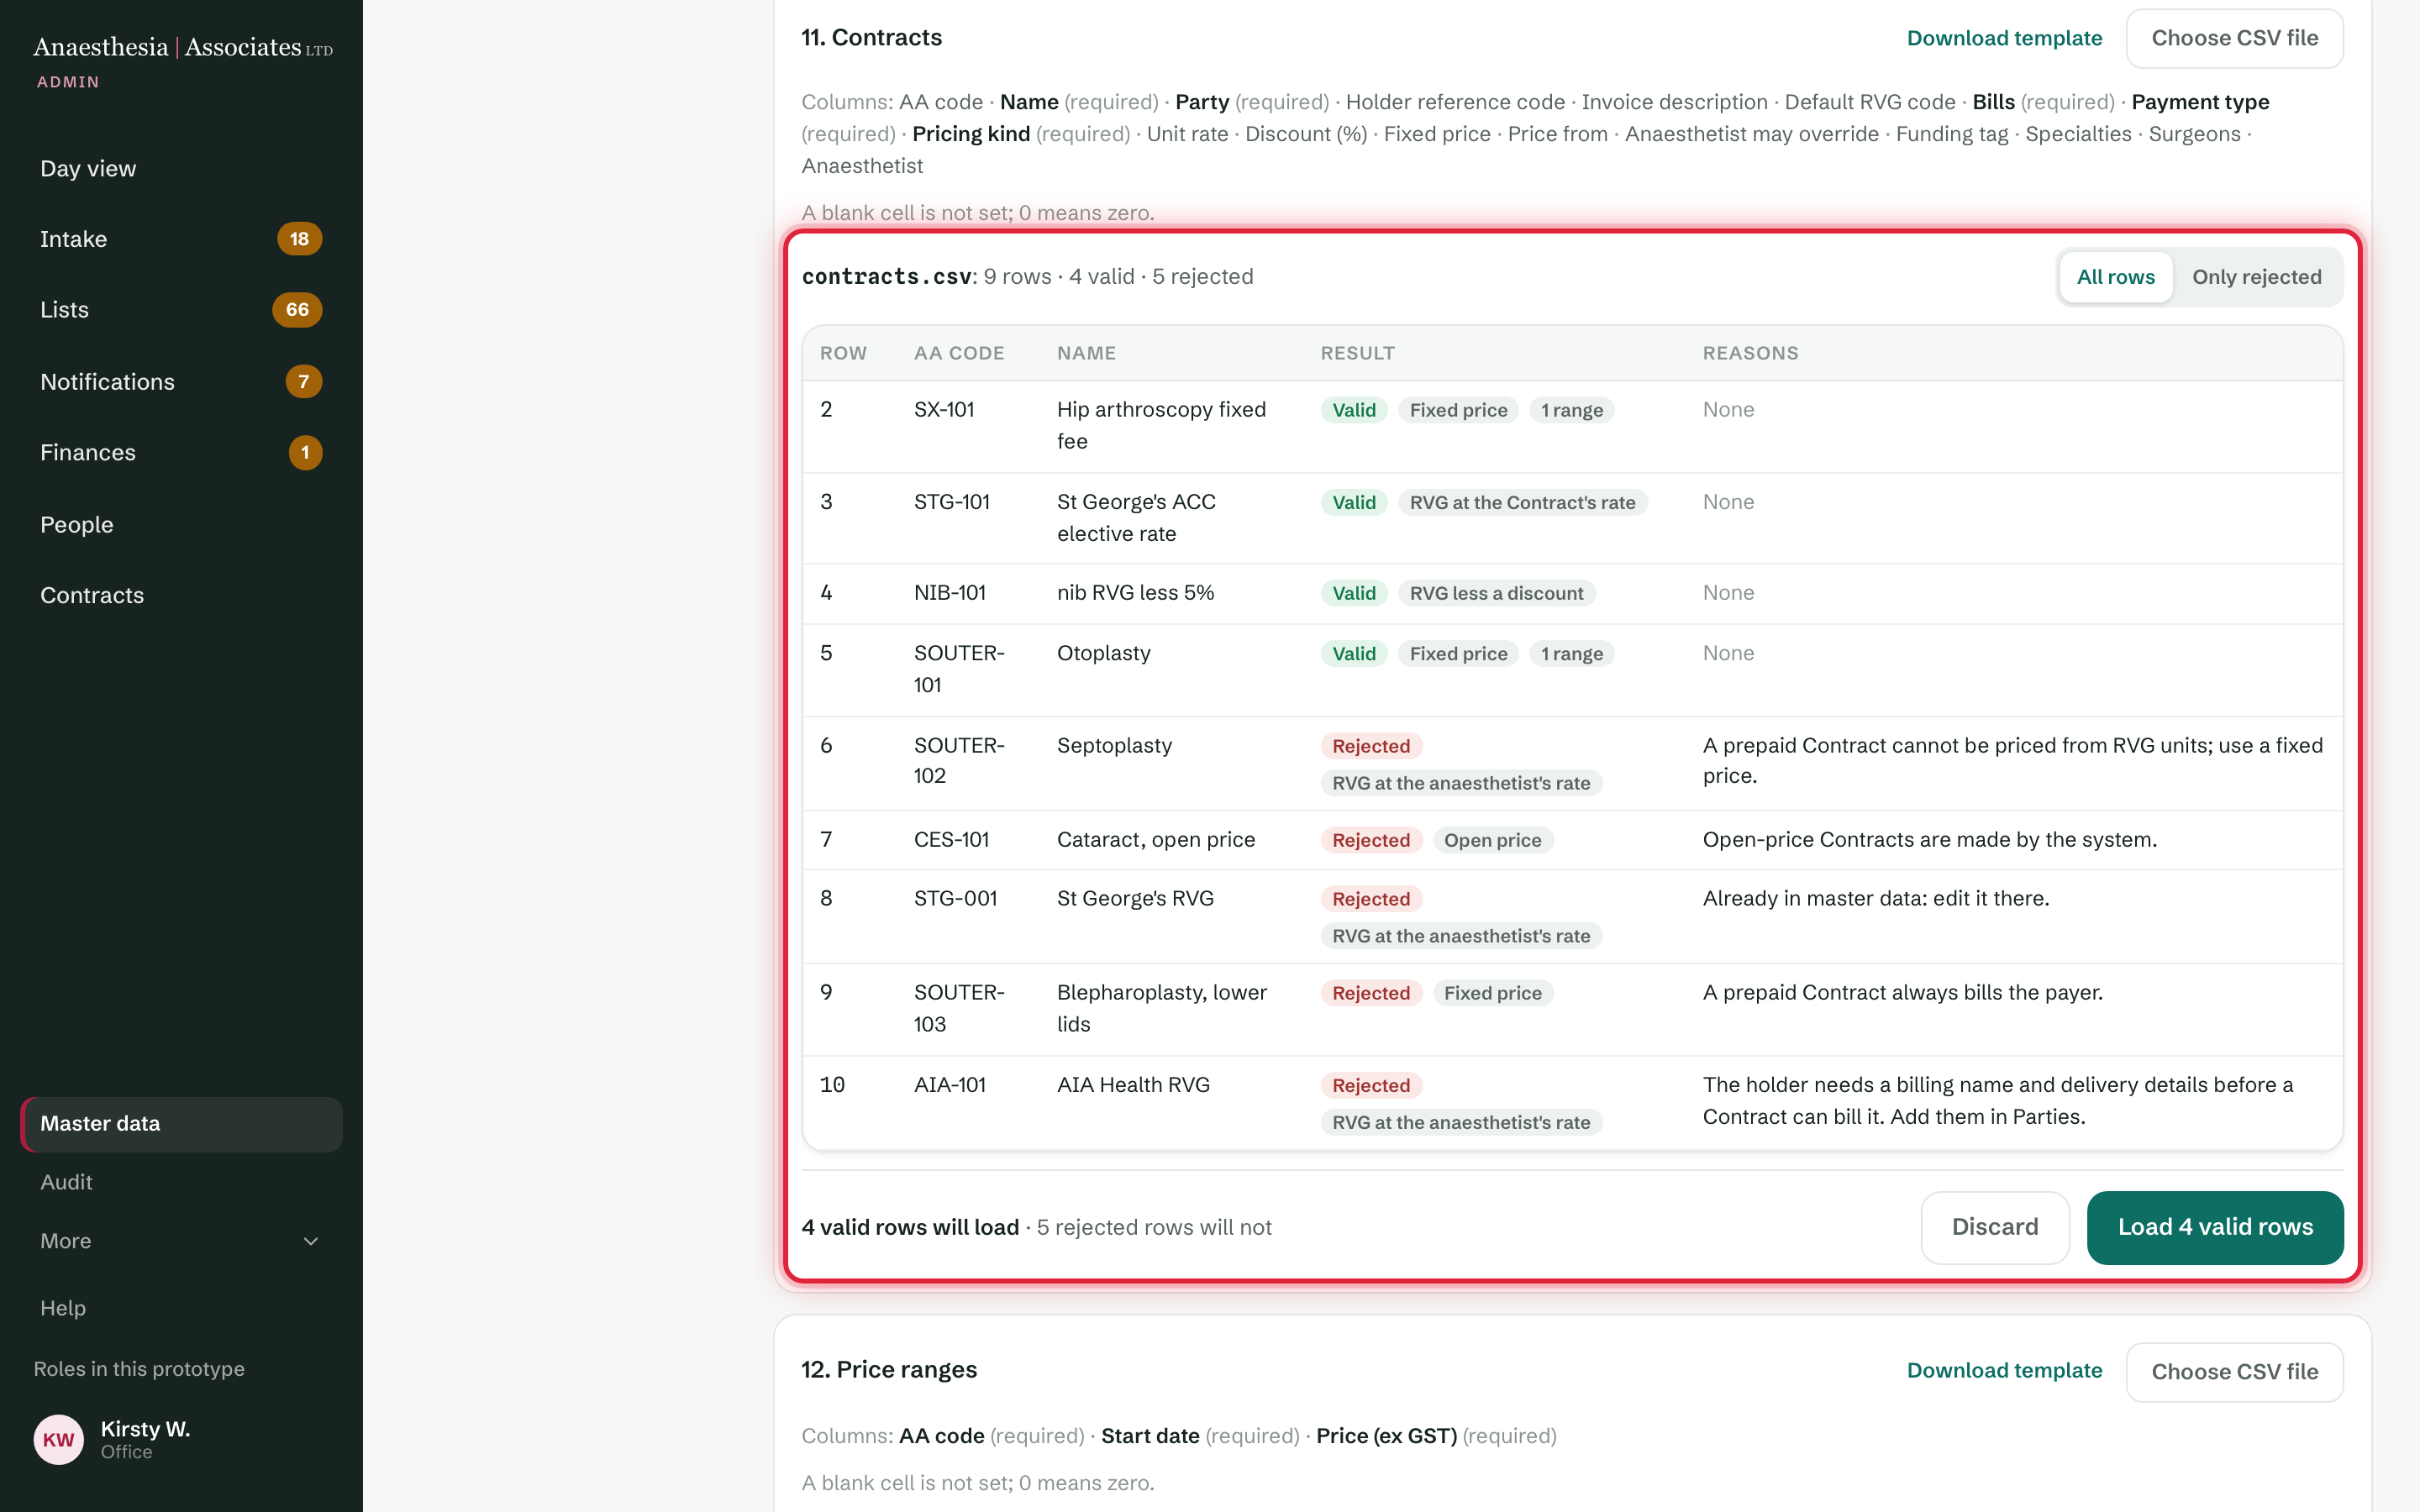 Anaesthesia | Associates LTD
ADMIN
Day view
Intake 18
Lists 66
Notifications 7
Finances 1
People
Contracts
Master data
Audit
More
Help
Roles in this prototype
KW Kirsty W.
Office
11. Contracts Download template Choose CSV file
Columns: AA code · Name (required) · Party (required) · Holder reference code · Invoice description · Default RVG code · Bills (required) · Payment type
(required) · Pricing kind (required) · Unit rate · Discount (%) · Fixed price · Price from · Anaesthetist may override · Funding tag · Specialties · Surgeons ·
Anaesthetist
A blank cell is not set; 0 means zero.
contracts.csv: 9 rows · 4 valid · 5 rejected All rows Only rejected
ROW AA CODE NAME RESULT REASONS
2 SX-101 Hip arthroscopy fixed Valid Fixed price 1 range None
fee
3 STG-101 St George's ACC Valid RVG at the Contract's rate None
elective rate
4 NIB-101 nib RVG less 5% Valid RVG less a discount None
5 SOUTER- Otoplasty Valid Fixed price 1 range None
101
6 SOUTER- Septoplasty Rejected A prepaid Contract cannot be priced from RVG units; use a fixed
102 RVG at the anaesthetist's rate price.
7 CES-101 Cataract, open price Rejected Open price Open-price Contracts are made by the system.
8 STG-001 St George's RVG Rejected Already in master data: edit it there.
RVG at the anaesthetist's rate
9 SOUTER- Blepharoplasty, lower Rejected Fixed price A prepaid Contract always bills the payer.
103 lids
10 AIA-101 AIA Health RVG Rejected The holder needs a billing name and delivery details before a
RVG at the anaesthetist's rate Contract can bill it. Add them in Parties.
4 valid rows will load · 5 rejected rows will not Discard Load 4 valid rows
12. Price ranges Download template Choose CSV file
Columns: AA code (required) · Start date (required) · Price (ex GST) (required)
A blank cell is not set; 0 means zero.